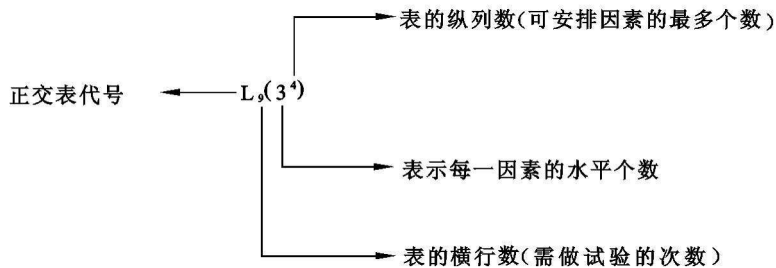 表的纵列数(可安排因素的最多个数)
正交表代号
L₉(3⁴)
表示每一因素的水平个数
表的横行数(需做试验的次数)